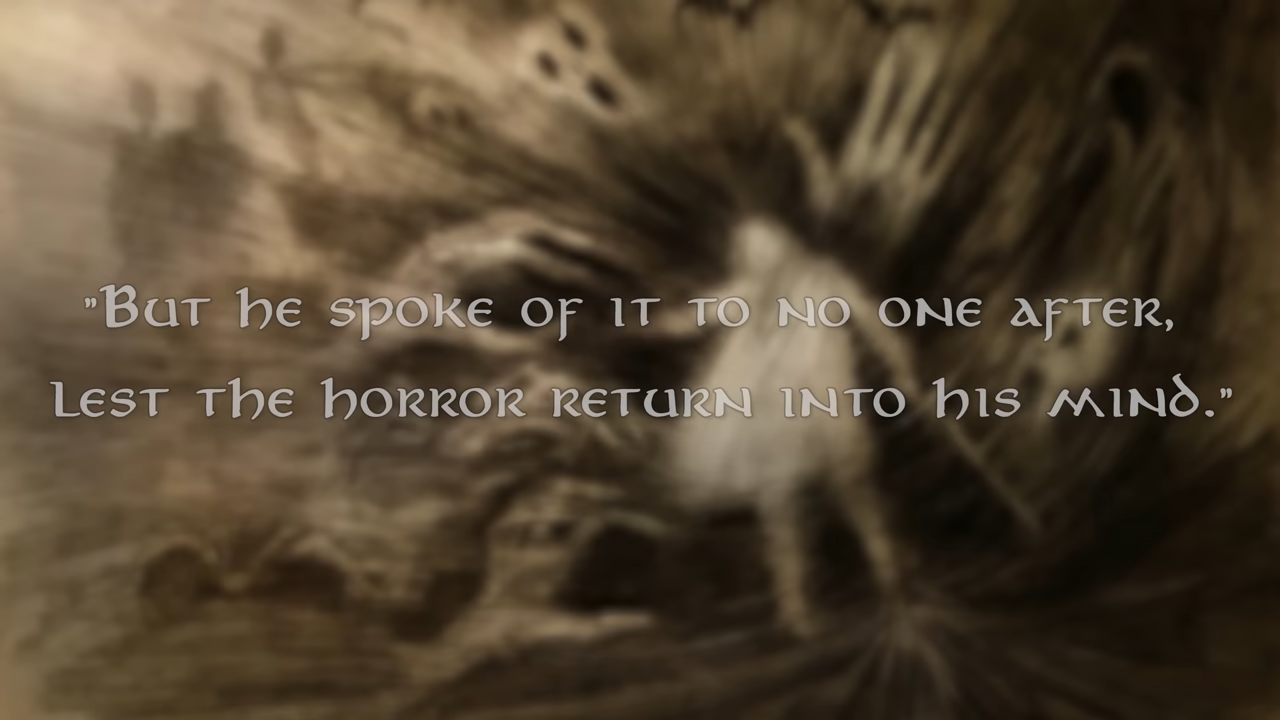 "But he spoke of it to no one after,
Lest the horror return into his mind."